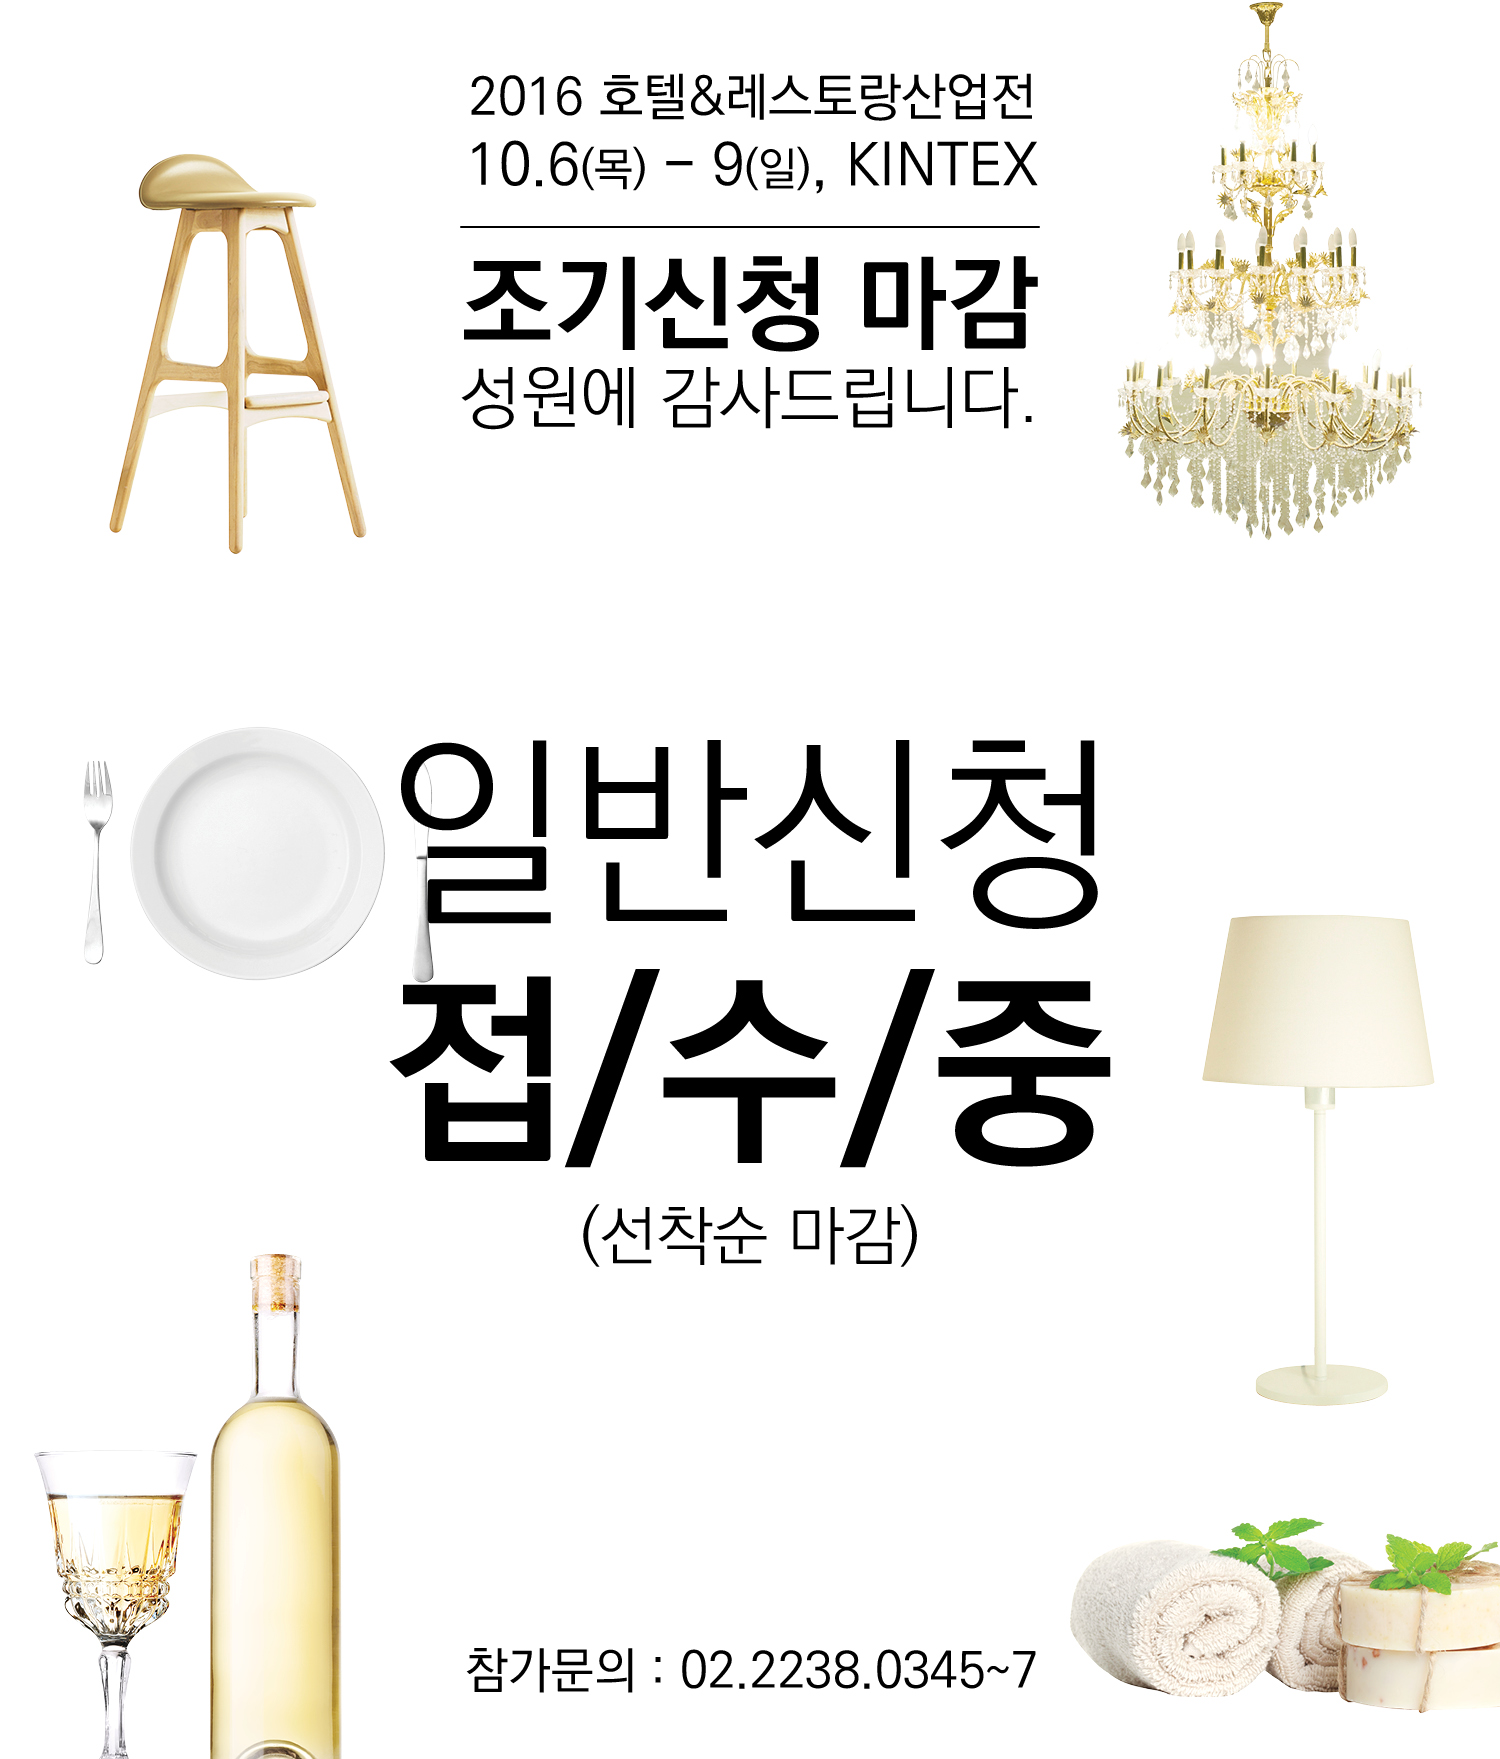 2016 호텔&레스토랑산업전
10.6(목) - 9(일), KINTEX
조기신청 마감
성원에 감사드립니다.
일반신청
접/수/중
(선착순 마감)
참가문의 : 02.2238.0345~7